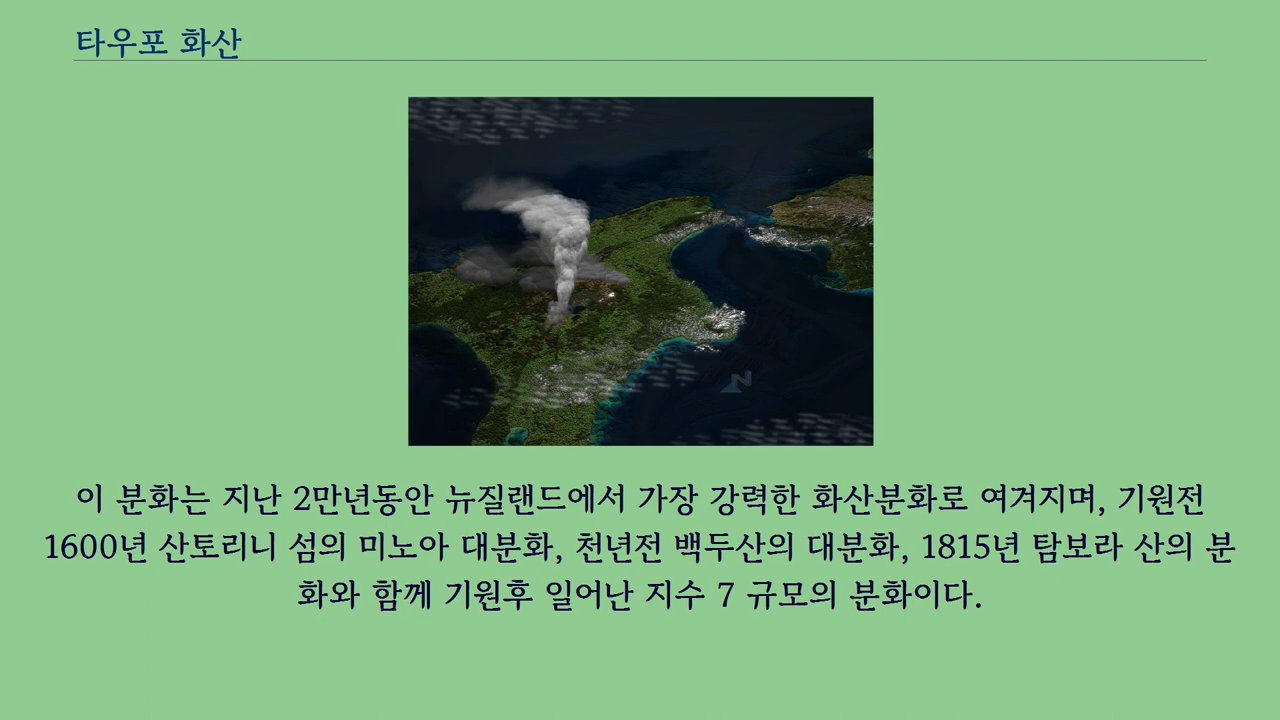 타우포 화산
N
이 분화는 지난 2만년동안 뉴질랜드에서 가장 강력한 화산분화로 여겨지며, 기원전
1600년 산토리니 섬의 미노아 대분화, 천년전 백두산의 대분화, 1815년 탐보라 산의 분
화와 함께 기원후 일어난 지수 7 규모의 분화이다.